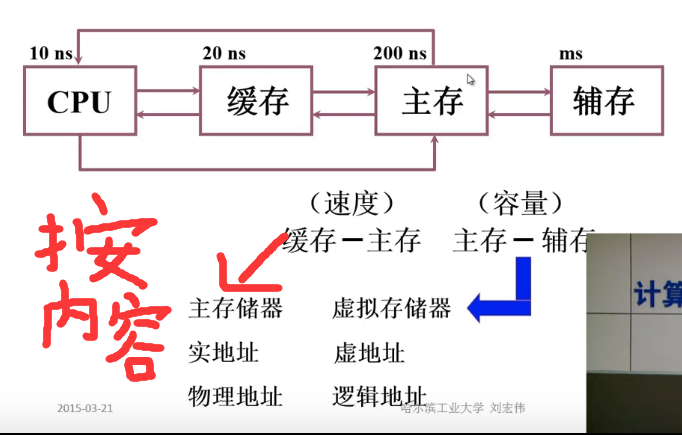 10 ns 20 ns 200 ns ms
CPU 缓存 主存 辅存
（速度） （容量）
缓存－主存 主存－辅存
按
内容
主存储器 虚拟存储器
实地址 虚地址
物理地址 逻辑地址
2015-03-21 哈尔滨工业大学 刘宏伟
计算